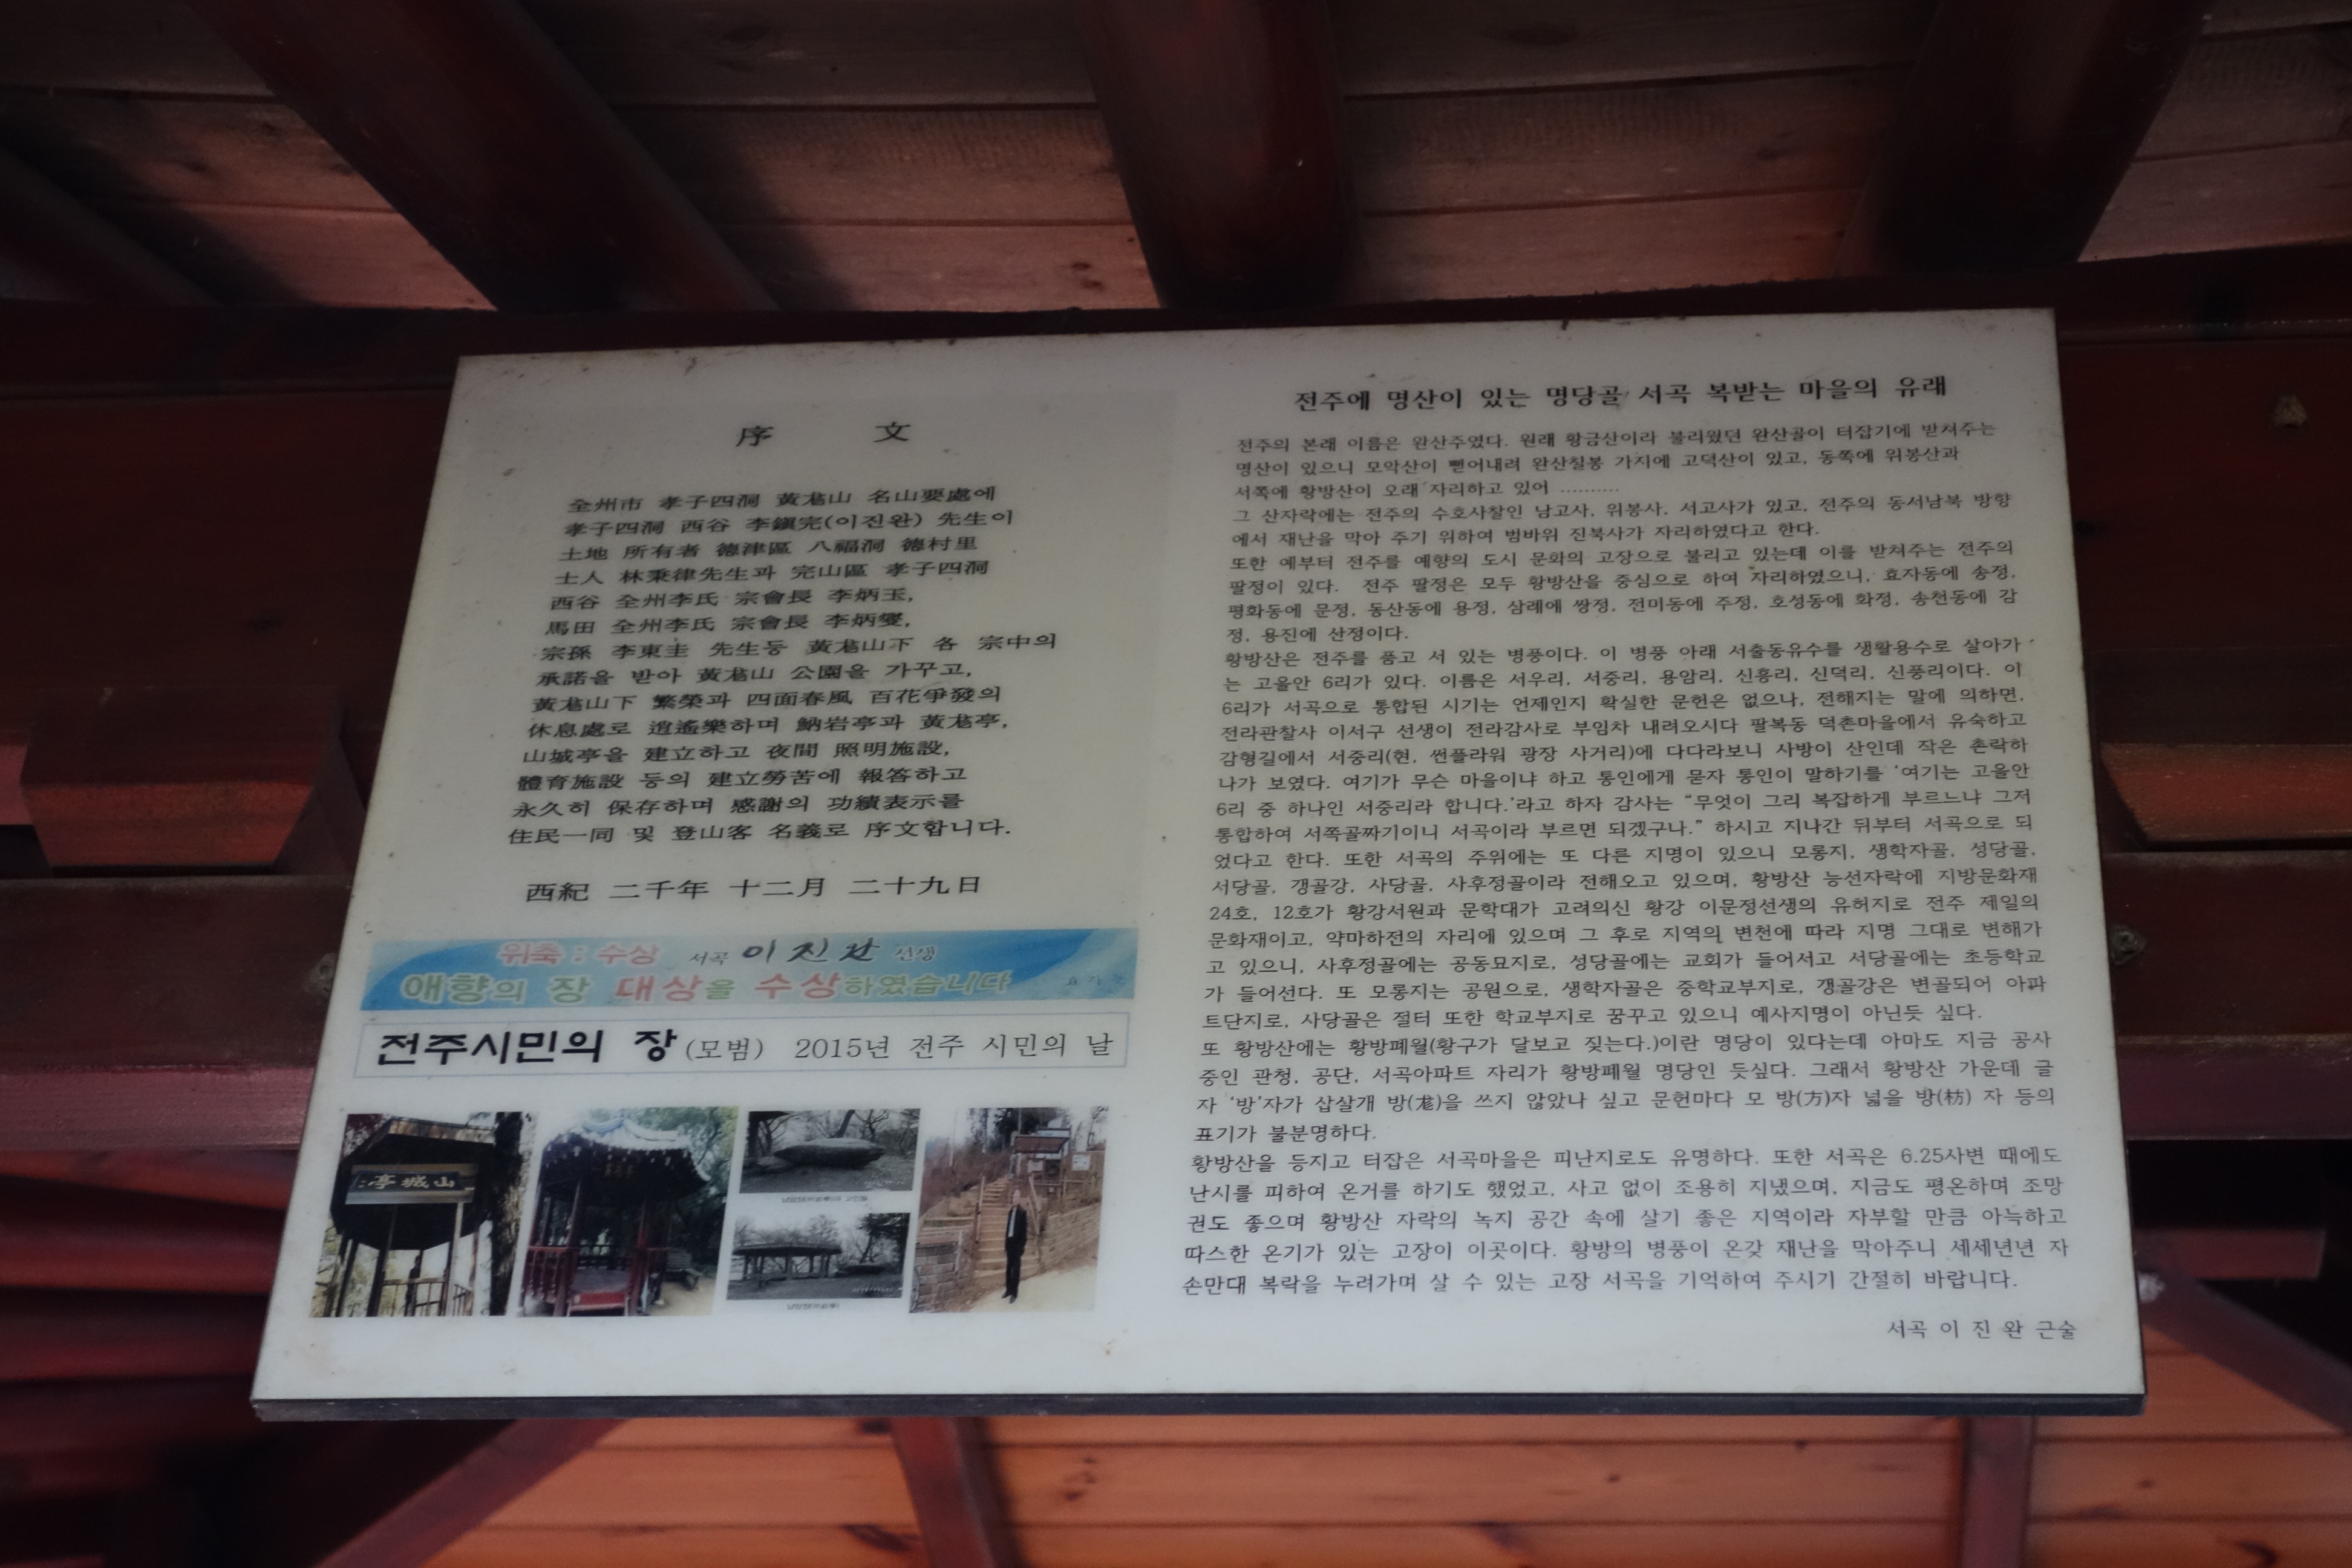 序 文
全州市 孝子四洞 黃尨山 名山要處에
孝子四洞 西谷 李鎭完(이진완) 先生이
土地 所有者 德津區 八福洞 德村里
士人 林秉律先生과 完山區 孝子四洞
西谷 全州李氏 宗會長 李炳玉,
馬田 全州李氏 宗會長 李炳燮,
宗孫 李東圭 先生등 黃尨山下 各 宗中의
承諾을 받아 黃尨山 公園을 가꾸고,
黃尨山下 繁榮과 四面春風 百花爭發의
休息處로 逍遙樂하며 納岩亭과 黃尨亭,
山城亭을 建立하고 夜間 照明施設,
體育施設 등의 建立勞苦에 報答하고
永久히 保存하며 感謝의 功績表示를
住民一同 및 登山客 名義로 序文합니다.
西紀 二千年 十二月 二十九日
위축 : 수상 서곡 이진완 선생
애향의 장 대상을 수상하였습니다
전주시민의 장(모범) 2015년 전주 시민의 날
:亭城山
전주에 명산이 있는 명당골 서곡 복받는 마을의 유래
전주의 본래 이름은 완산주였다. 원래 황금산이라 불리웠던 완산골이 터잡기에 받쳐주는
명산이 있으니 모악산이 뻗어내려 완산칠봉 가지에 고덕산이 있고, 동쪽에 위봉산과
서쪽에 황방산이 오래 자리하고 있어 ..........
그 산자락에는 전주의 수호사찰인 남고사, 위봉사, 서고사가 있고, 전주의 동서남북 방향
에서 재난을 막아 주기 위하여 범바위 진북사가 자리하였다고 한다.
또한 예부터 전주를 예향의 도시 문화의 고장으로 불리고 있는데 이를 받쳐주는 전주의
팔정이 있다. 전주 팔정은 모두 황방산을 중심으로 하여 자리하였으니, 효자동에 송정,
평화동에 문정, 동산동에 용정, 삼례에 쌍정, 전미동에 주정, 호성동에 화정, 송천동에 감
정, 용진에 산정이다.
황방산은 전주를 품고 서 있는 병풍이다. 이 병풍 아래 서출동유수를 생활용수로 살아가
는 고을안 6리가 있다. 이름은 서우리, 서중리, 용암리, 신흥리, 신덕리, 신풍리이다. 이
6리가 서곡으로 통합된 시기는 언제인지 확실한 문헌은 없으나, 전해지는 말에 의하면,
전라관찰사 이서구 선생이 전라감사로 부임차 내려오시다 팔복동 덕촌마을에서 유숙하고
감형길에서 서중리(현, 썬플라워 광장 사거리)에 다다라보니 사방이 산인데 작은 촌락하
나가 보였다. 여기가 무슨 마을이냐 하고 통인에게 묻자 통인이 말하기를 '여기는 고을안
6리 중 하나인 서중리라 합니다.'라고 하자 감사는 "무엇이 그리 복잡하게 부르느냐 그저
통합하여 서쪽골짜기이니 서곡이라 부르면 되겠구나." 하시고 지나간 뒤부터 서곡으로 되
었다고 한다. 또한 서곡의 주위에는 또 다른 지명이 있으니 모롱지, 생학자골, 성당골,
서당골, 갱골강, 사당골, 사후정골이라 전해오고 있으며, 황방산 능선자락에 지방문화재
24호, 12호가 황강서원과 문학대가 고려의신 황강 이문정선생의 유허지로 전주 제일의
문화재이고, 약마하전의 자리에 있으며 그 후로 지역의 변천에 따라 지명 그대로 변해가
고 있으니, 사후정골에는 공동묘지로, 성당골에는 교회가 들어서고 서당골에는 초등학교
가 들어선다. 또 모롱지는 공원으로, 생학자골은 중학교부지로, 갱골강은 변골되어 아파
트단지로, 사당골은 절터 또한 학교부지로 꿈꾸고 있으니 예사지명이 아닌듯 싶다.
또 황방산에는 황방폐월(황구가 달보고 짖는다.)이란 명당이 있다는데 아마도 지금 공사
중인 관청, 공단, 서곡아파트 자리가 황방폐월 명당인 듯싶다. 그래서 황방산 가운데 글
자 '방'자가 삽살개 방(尨)을 쓰지 않았나 싶고 문헌마다 모 방(方)자 넓을 방(枋) 자 등의
표기가 불분명하다.
황방산을 등지고 터잡은 서곡마을은 피난지로도 유명하다. 또한 서곡은 6.25사변 때에도
난시를 피하여 온거를 하기도 했었고, 사고 없이 조용히 지냈으며, 지금도 평온하며 조망
권도 좋으며 황방산 자락의 녹지 공간 속에 살기 좋은 지역이라 자부할 만큼 아늑하고
따스한 온기가 있는 고장이 이곳이다. 황방의 병풍이 온갖 재난을 막아주니 세세년년 자
손만대 복락을 누려가며 살 수 있는 고장 서곡을 기억하여 주시기 간절히 바랍니다.
서곡 이 진 완 근술